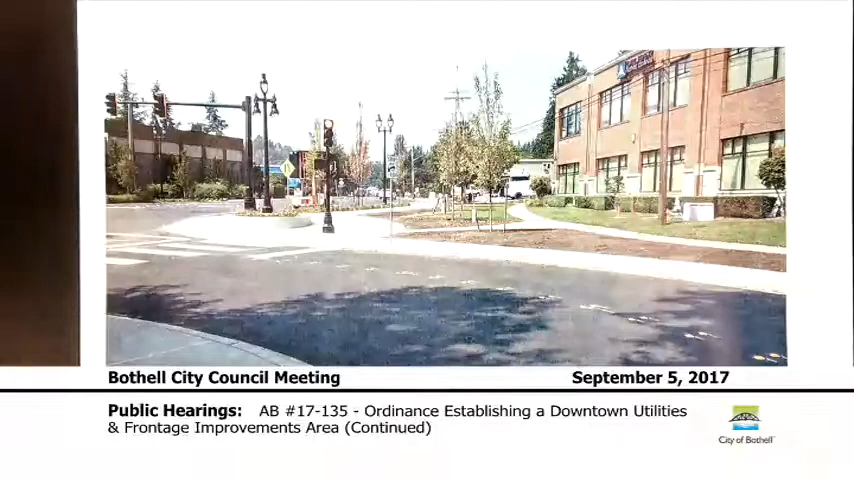 Bothell City Council Meeting September 5, 2017
Public Hearings: AB #17-135 - Ordinance Establishing a Downtown Utilities
& Frontage Improvements Area (Continued)
City of Bothell™